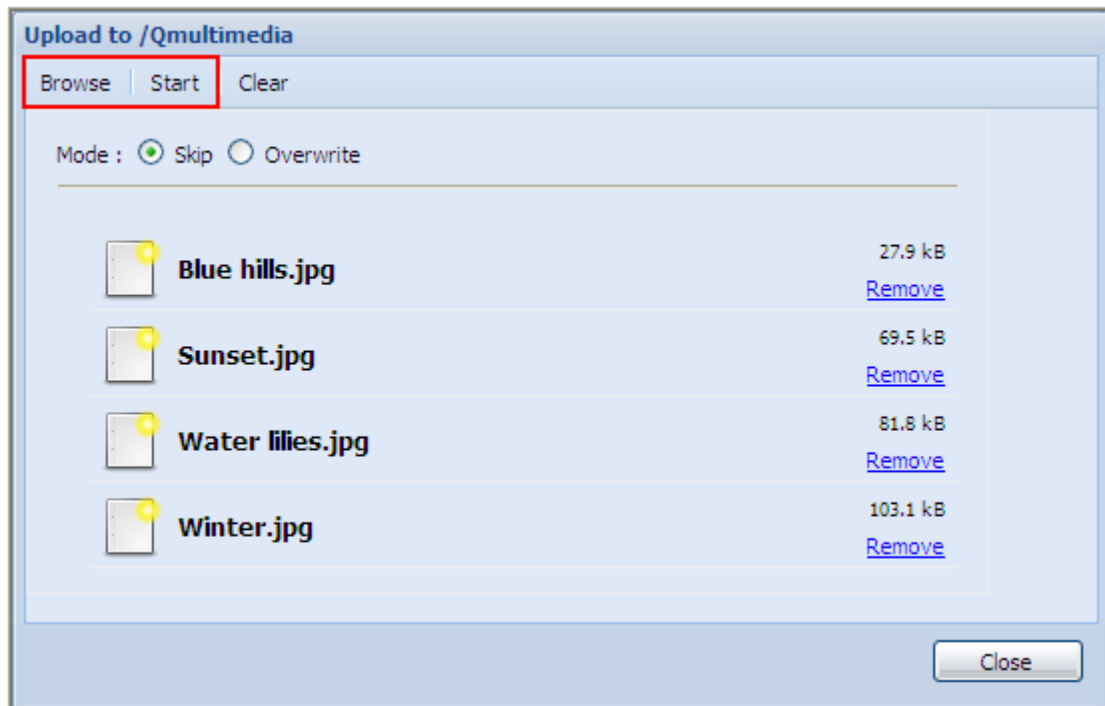 Upload to /Qmultimedia
Browse Start Clear
Mode : Skip Overwrite
Blue hills.jpg 27.9 kB
Remove
Sunset.jpg 69.5 kB
Remove
Water lilies.jpg 81.8 kB
Remove
Winter.jpg 103.1 kB
Remove
Close